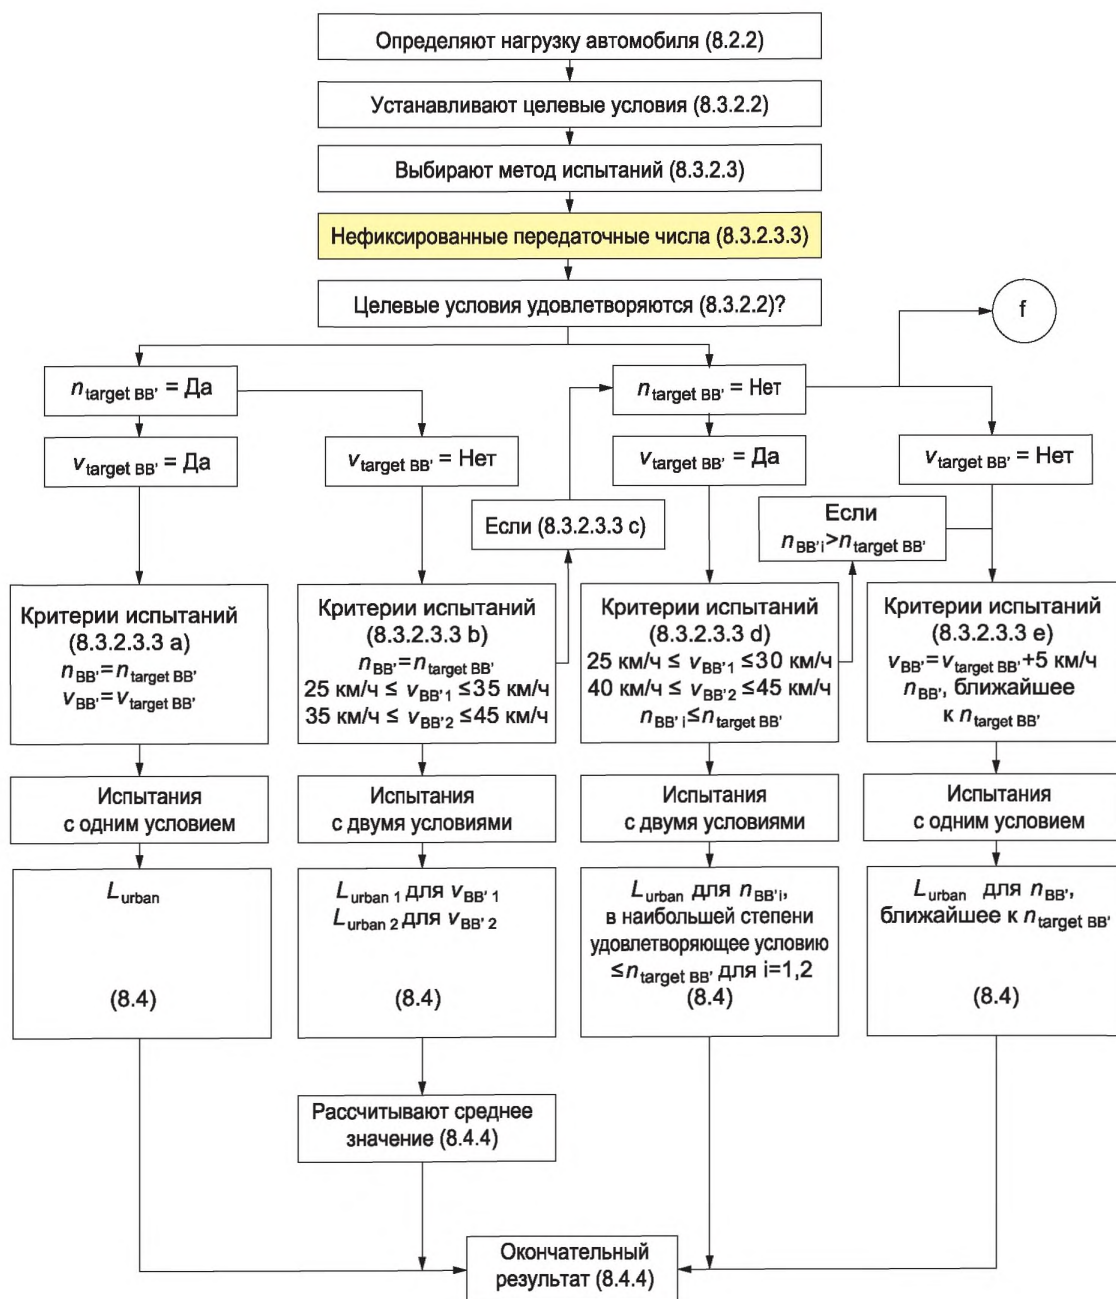 Определяют нагрузку автомобиля (8.2.2)
Устанавливают целевые условия (8.3.2.2)
Выбирают метод испытаний (8.3.2.3)
Нефиксированные передаточные числа (8.3.2.3.3)
Целевые условия удовлетворяются (8.3.2.2)?
f
n target BB' = Да
n target BB' = Нет
v target BB' = Да
v target BB' = Нет
v target BB' = Да
v target BB' = Нет
Если (8.3.2.3.3 c)
Если
n BB'i > n target BB'
Критерии испытаний
(8.3.2.3.3 a)
n BB' = n target BB'
v BB' = v target BB'
Критерии испытаний
(8.3.2.3.3 b)
n BB' = n target BB'
25 км/ч ≤ v BB'1 ≤35 км/ч
35 км/ч ≤ v BB'2 ≤45 км/ч
Критерии испытаний
(8.3.2.3.3 d)
25 км/ч ≤ v BB'1 ≤30 км/ч
40 км/ч ≤ v BB'2 ≤45 км/ч
n BB' i ≤ n target BB'
Критерии испытаний
(8.3.2.3.3 e)
v BB' = v target BB' +5 км/ч
n BB', ближайшее
к n target BB'
Испытания
с одним условием
Испытания
с двумя условиями
Испытания
с двумя условиями
Испытания
с одним условием
L urban
(8.4)
L urban 1 для v BB' 1
L urban 2 для v BB' 2
(8.4)
L urban для n BB'i,
в наибольшей степени
удовлетворяющее условию
≤ n target BB' для i=1,2
(8.4)
L urban для n BB',
ближайшее к n target BB'
(8.4)
Рассчитывают среднее
значение (8.4.4)
Окончательный
результат (8.4.4)